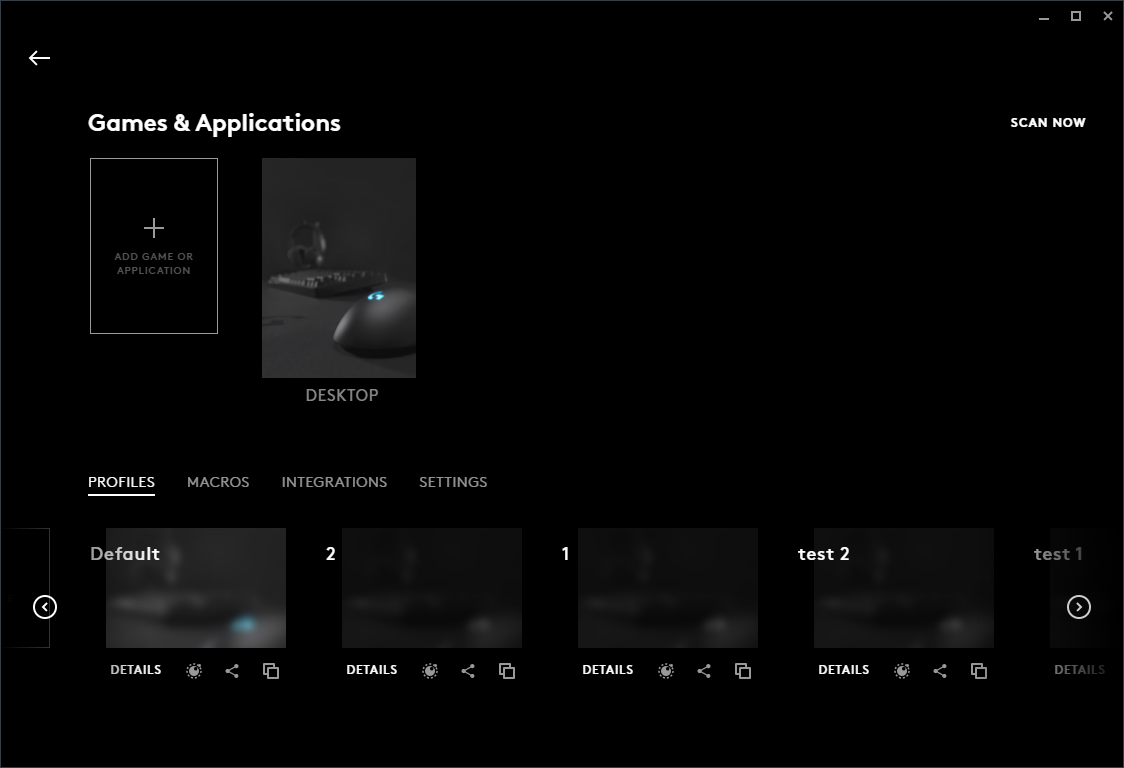 Games & Applications
SCAN NOW
ADD GAME OR
APPLICATION
DESKTOP
PROFILES MACROS INTEGRATIONS SETTINGS
Default 2 1 test 2 test 1
DETAILS DETAILS DETAILS DETAILS DETAILS